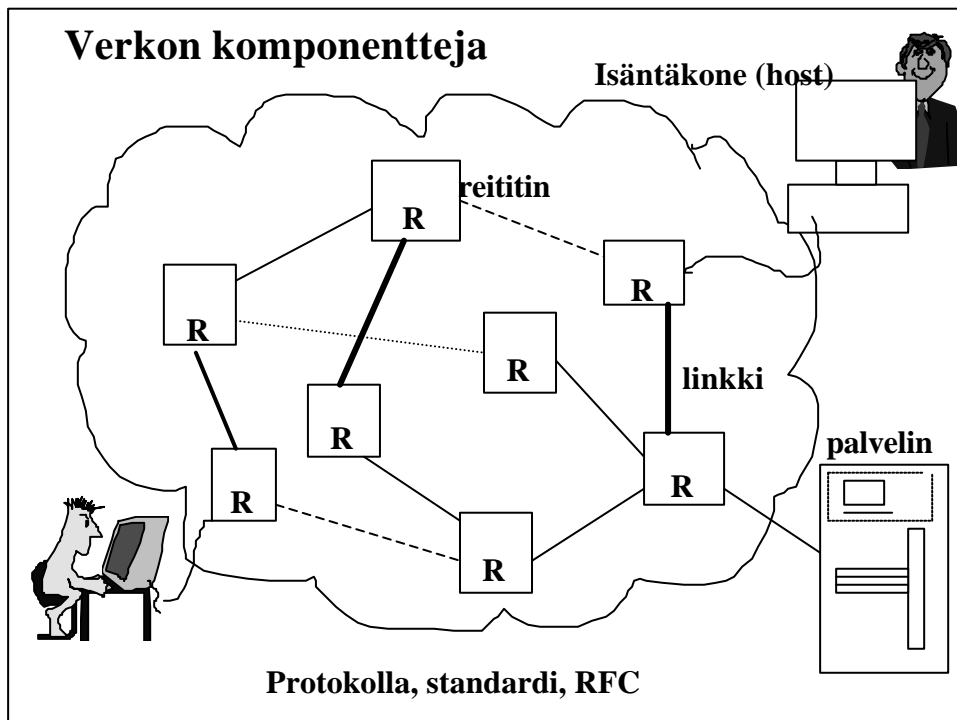 Verkon komponentteja
Isäntäkone (host)
reititin
R
R
R
R
linkki
R
palvelin
R
R
R
Protokolla, standardi, RFC